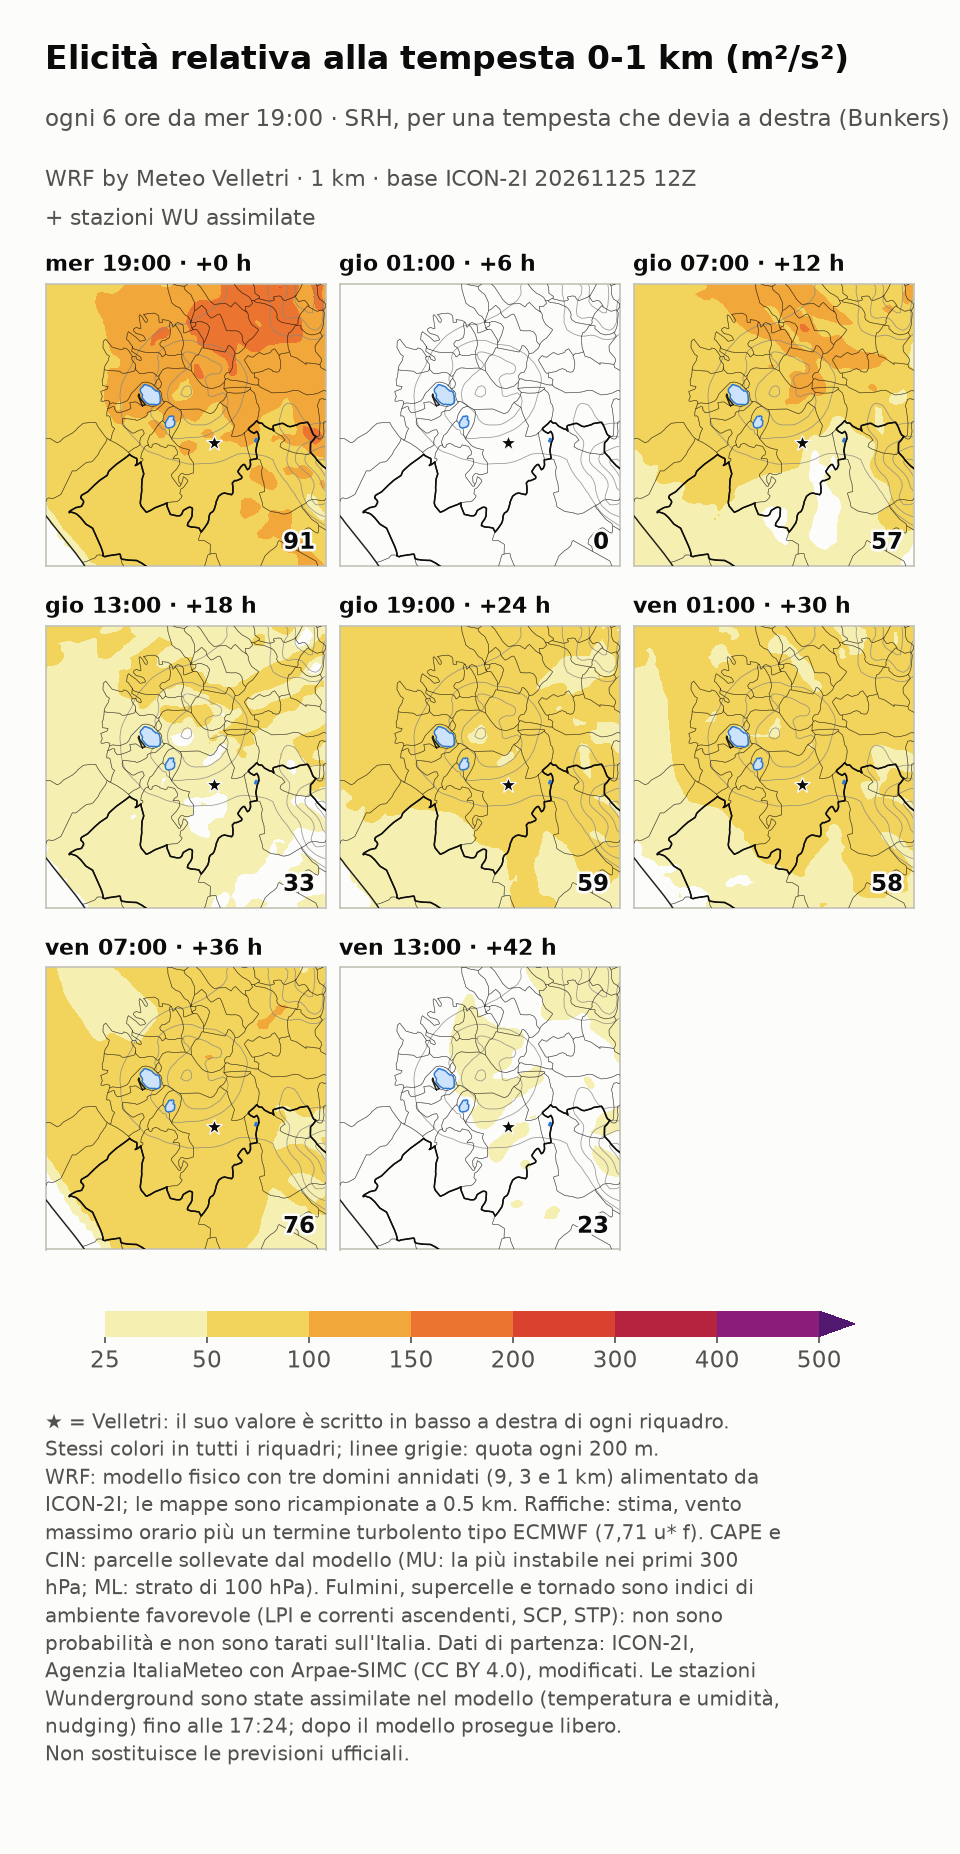 Elicità relativa alla tempesta 0-1 km (m²/s²)
ogni 6 ore da mer 19:00 · SRH, per una tempesta che devia a destra (Bunkers)
WRF by Meteo Velletri · 1 km · base ICON-2I 20261125 12Z
+ stazioni WU assimilate
mer 19:00 · +0 h
gio 01:00 · +6 h
gio 07:00 · +12 h
91
0
57
gio 13:00 · +18 h
gio 19:00 · +24 h
ven 01:00 · +30 h
33
59
58
ven 07:00 · +36 h
ven 13:00 · +42 h
76
23
25 50 100 150 200 300 400 500
★ = Velletri: il suo valore è scritto in basso a destra di ogni riquadro.
Stessi colori in tutti i riquadri; linee grigie: quota ogni 200 m.
WRF: modello fisico con tre domini annidati (9, 3 e 1 km) alimentato da
ICON-2I; le mappe sono ricampionate a 0.5 km. Raffiche: stima, vento
massimo orario più un termine turbolento tipo ECMWF (7,71 u* f). CAPE e
CIN: parcelle sollevate dal modello (MU: la più instabile nei primi 300
hPa; ML: strato di 100 hPa). Fulmini, supercelle e tornado sono indici di
ambiente favorevole (LPI e correnti ascendenti, SCP, STP): non sono
probabilità e non sono tarati sull'Italia. Dati di partenza: ICON-2I,
Agenzia ItaliaMeteo con Arpae-SIMC (CC BY 4.0), modificati. Le stazioni
Wunderground sono state assimilate nel modello (temperatura e umidità,
nudging) fino alle 17:24; dopo il modello prosegue libero.
Non sostituisce le previsioni ufficiali.